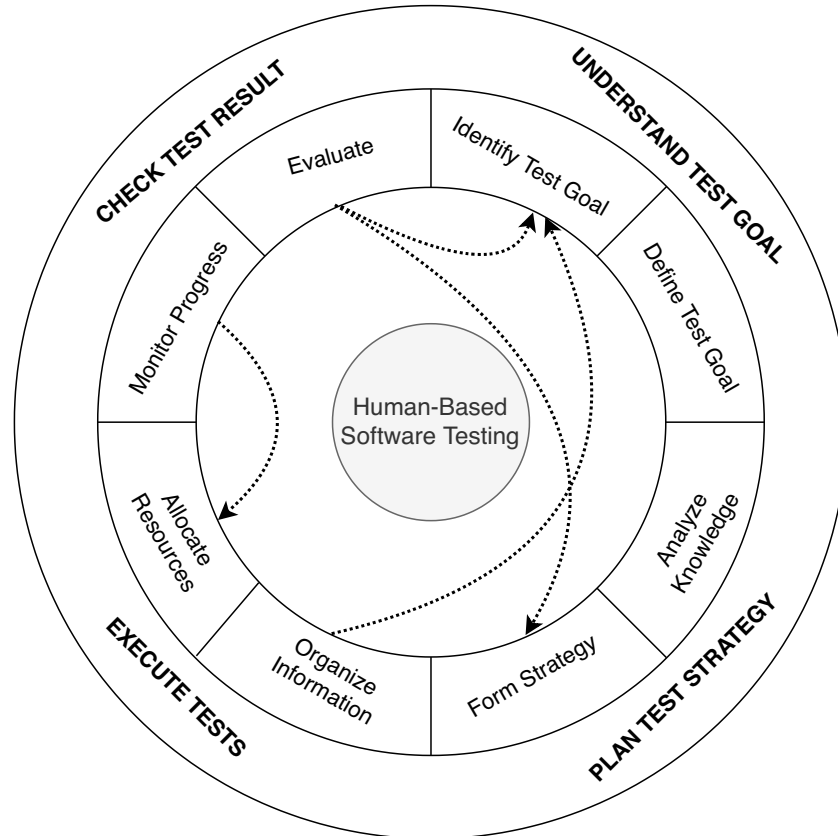 CHECK TEST RESULT
UNDERSTAND TEST GOAL
Evaluate
Identify Test Goal
Monitor Progress
Define Test Goal
Human-Based
Software Testing
Allocate
Resources
Analyze
Knowledge
Organize
Information
Form Strategy
EXECUTE TESTS
PLAN TEST STRATEGY